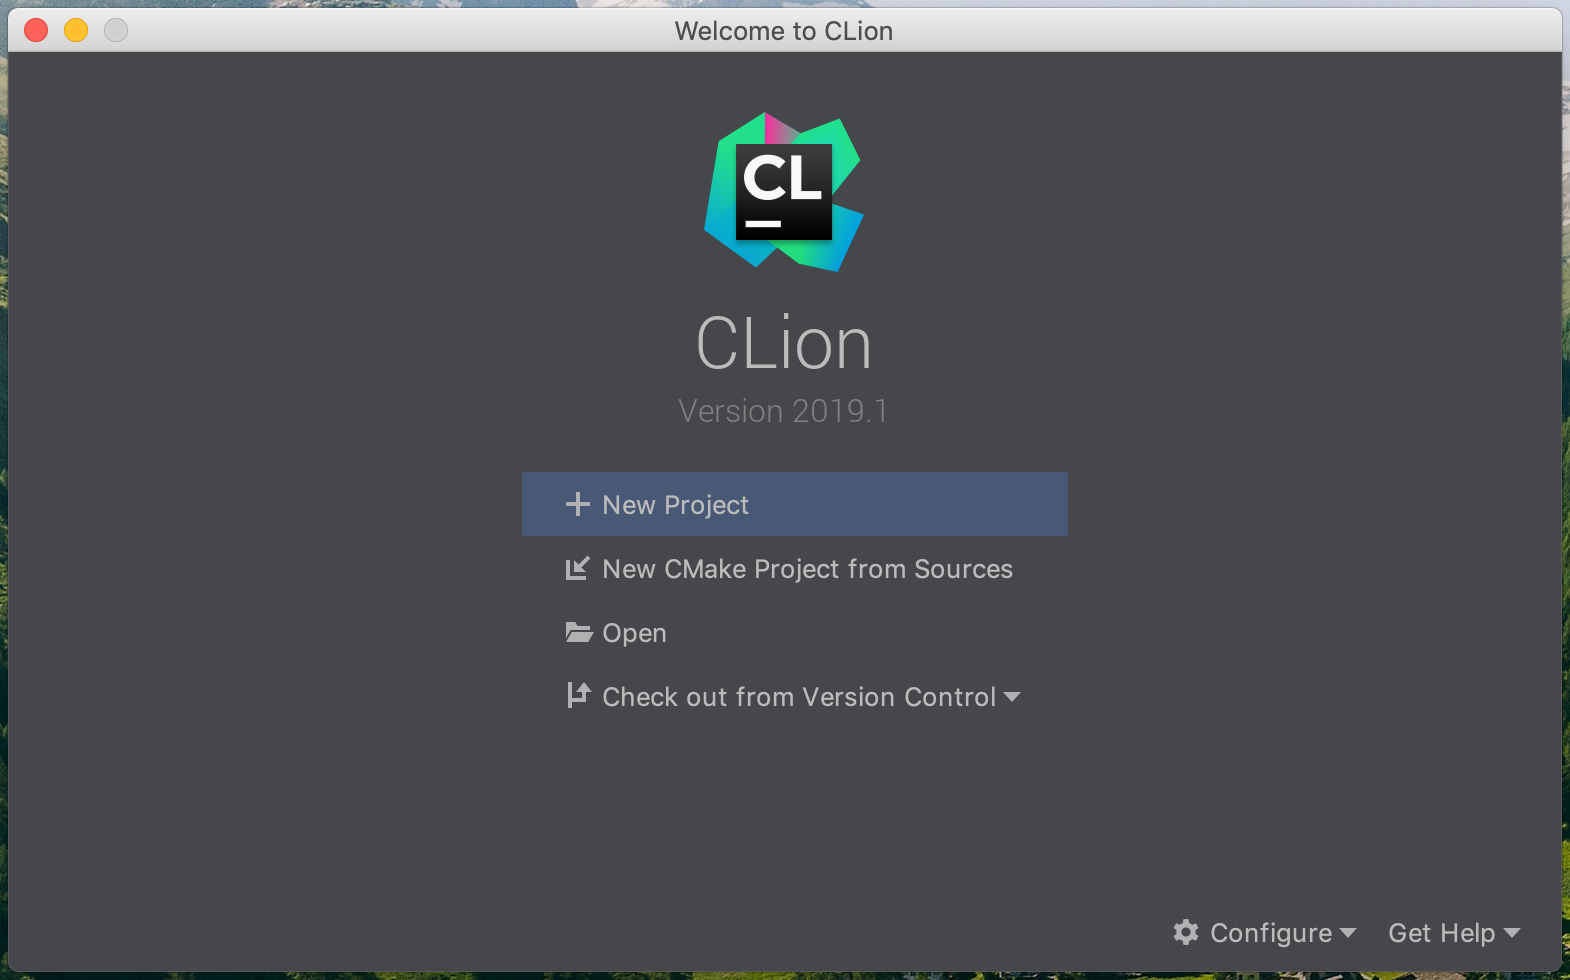 Welcome to CLion
CL
CLion
Version 2019.1
New Project
New CMake Project from Sources
Open
Check out from Version Control
Configure
Get Help